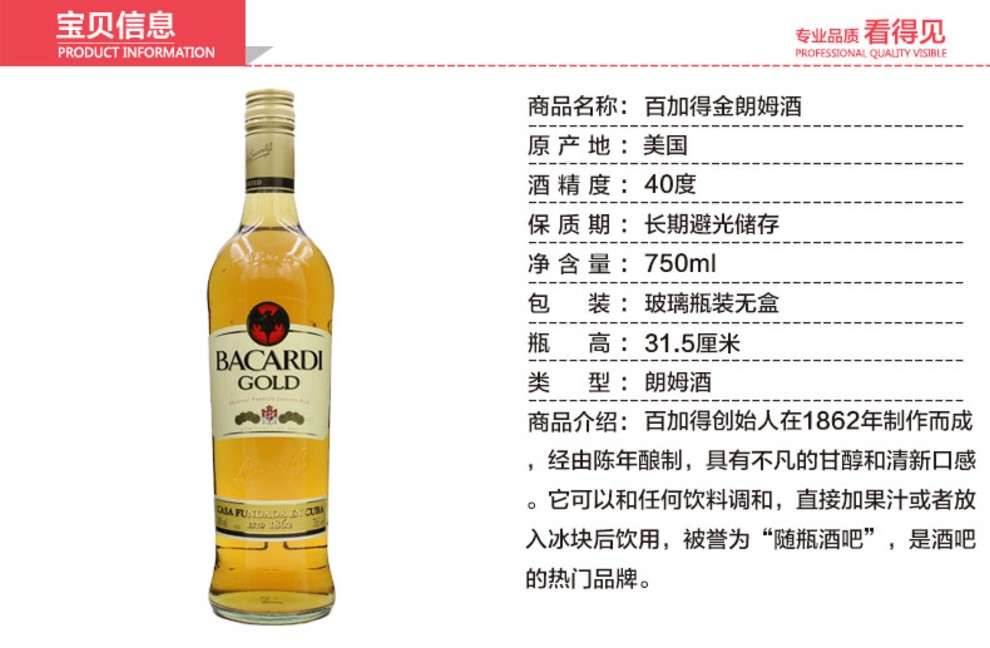 宝贝信息
PRODUCT INFORMATION
专业品质 看得见
PROFESSIONAL QUALITY VISIBLE
商品名称：百加得金朗姆酒
原产地：美国
酒精度：40度
保质期：长期避光储存
净含量：750ml
包装：玻璃瓶装无盒
瓶高：31.5厘米
类型：朗姆酒
商品介绍：百加得创始人在1862年制作而成
，经由陈年酿制，具有不凡的甘醇和清新口感
。它可以和任何饮料调和，直接加果汁或者放
入冰块后饮用，被誉为“随瓶酒吧”，是酒吧
的热门品牌。
BACARDI
GOLD
CASA FUNDADA EN CUBA
ESTD 1862